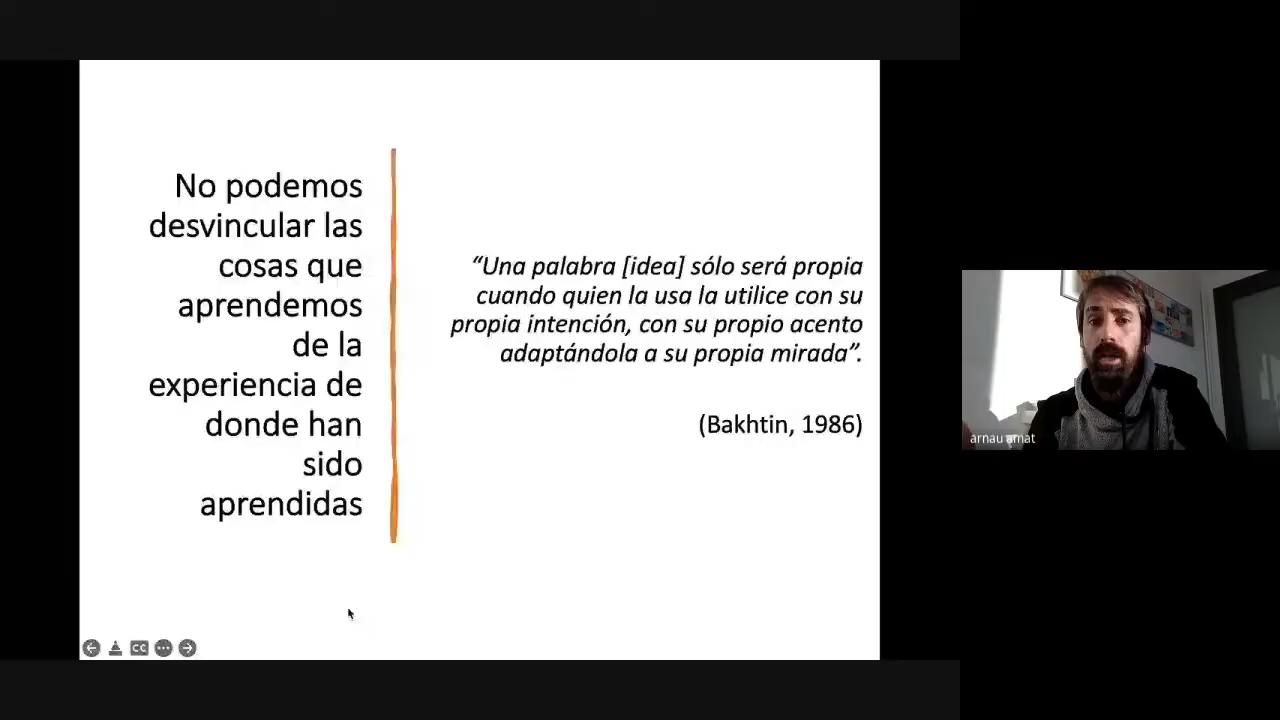 No podemos
desvincular las
cosas que
aprendemos
de la
experiencia de
donde han
sido
aprendidas
“Una palabra [idea] sólo será propia
cuando quien la usa la utilice con su
propia intención, con su propio acento
adaptándola a su propia mirada”.
(Bakhtin, 1986)
CC
arnau amat